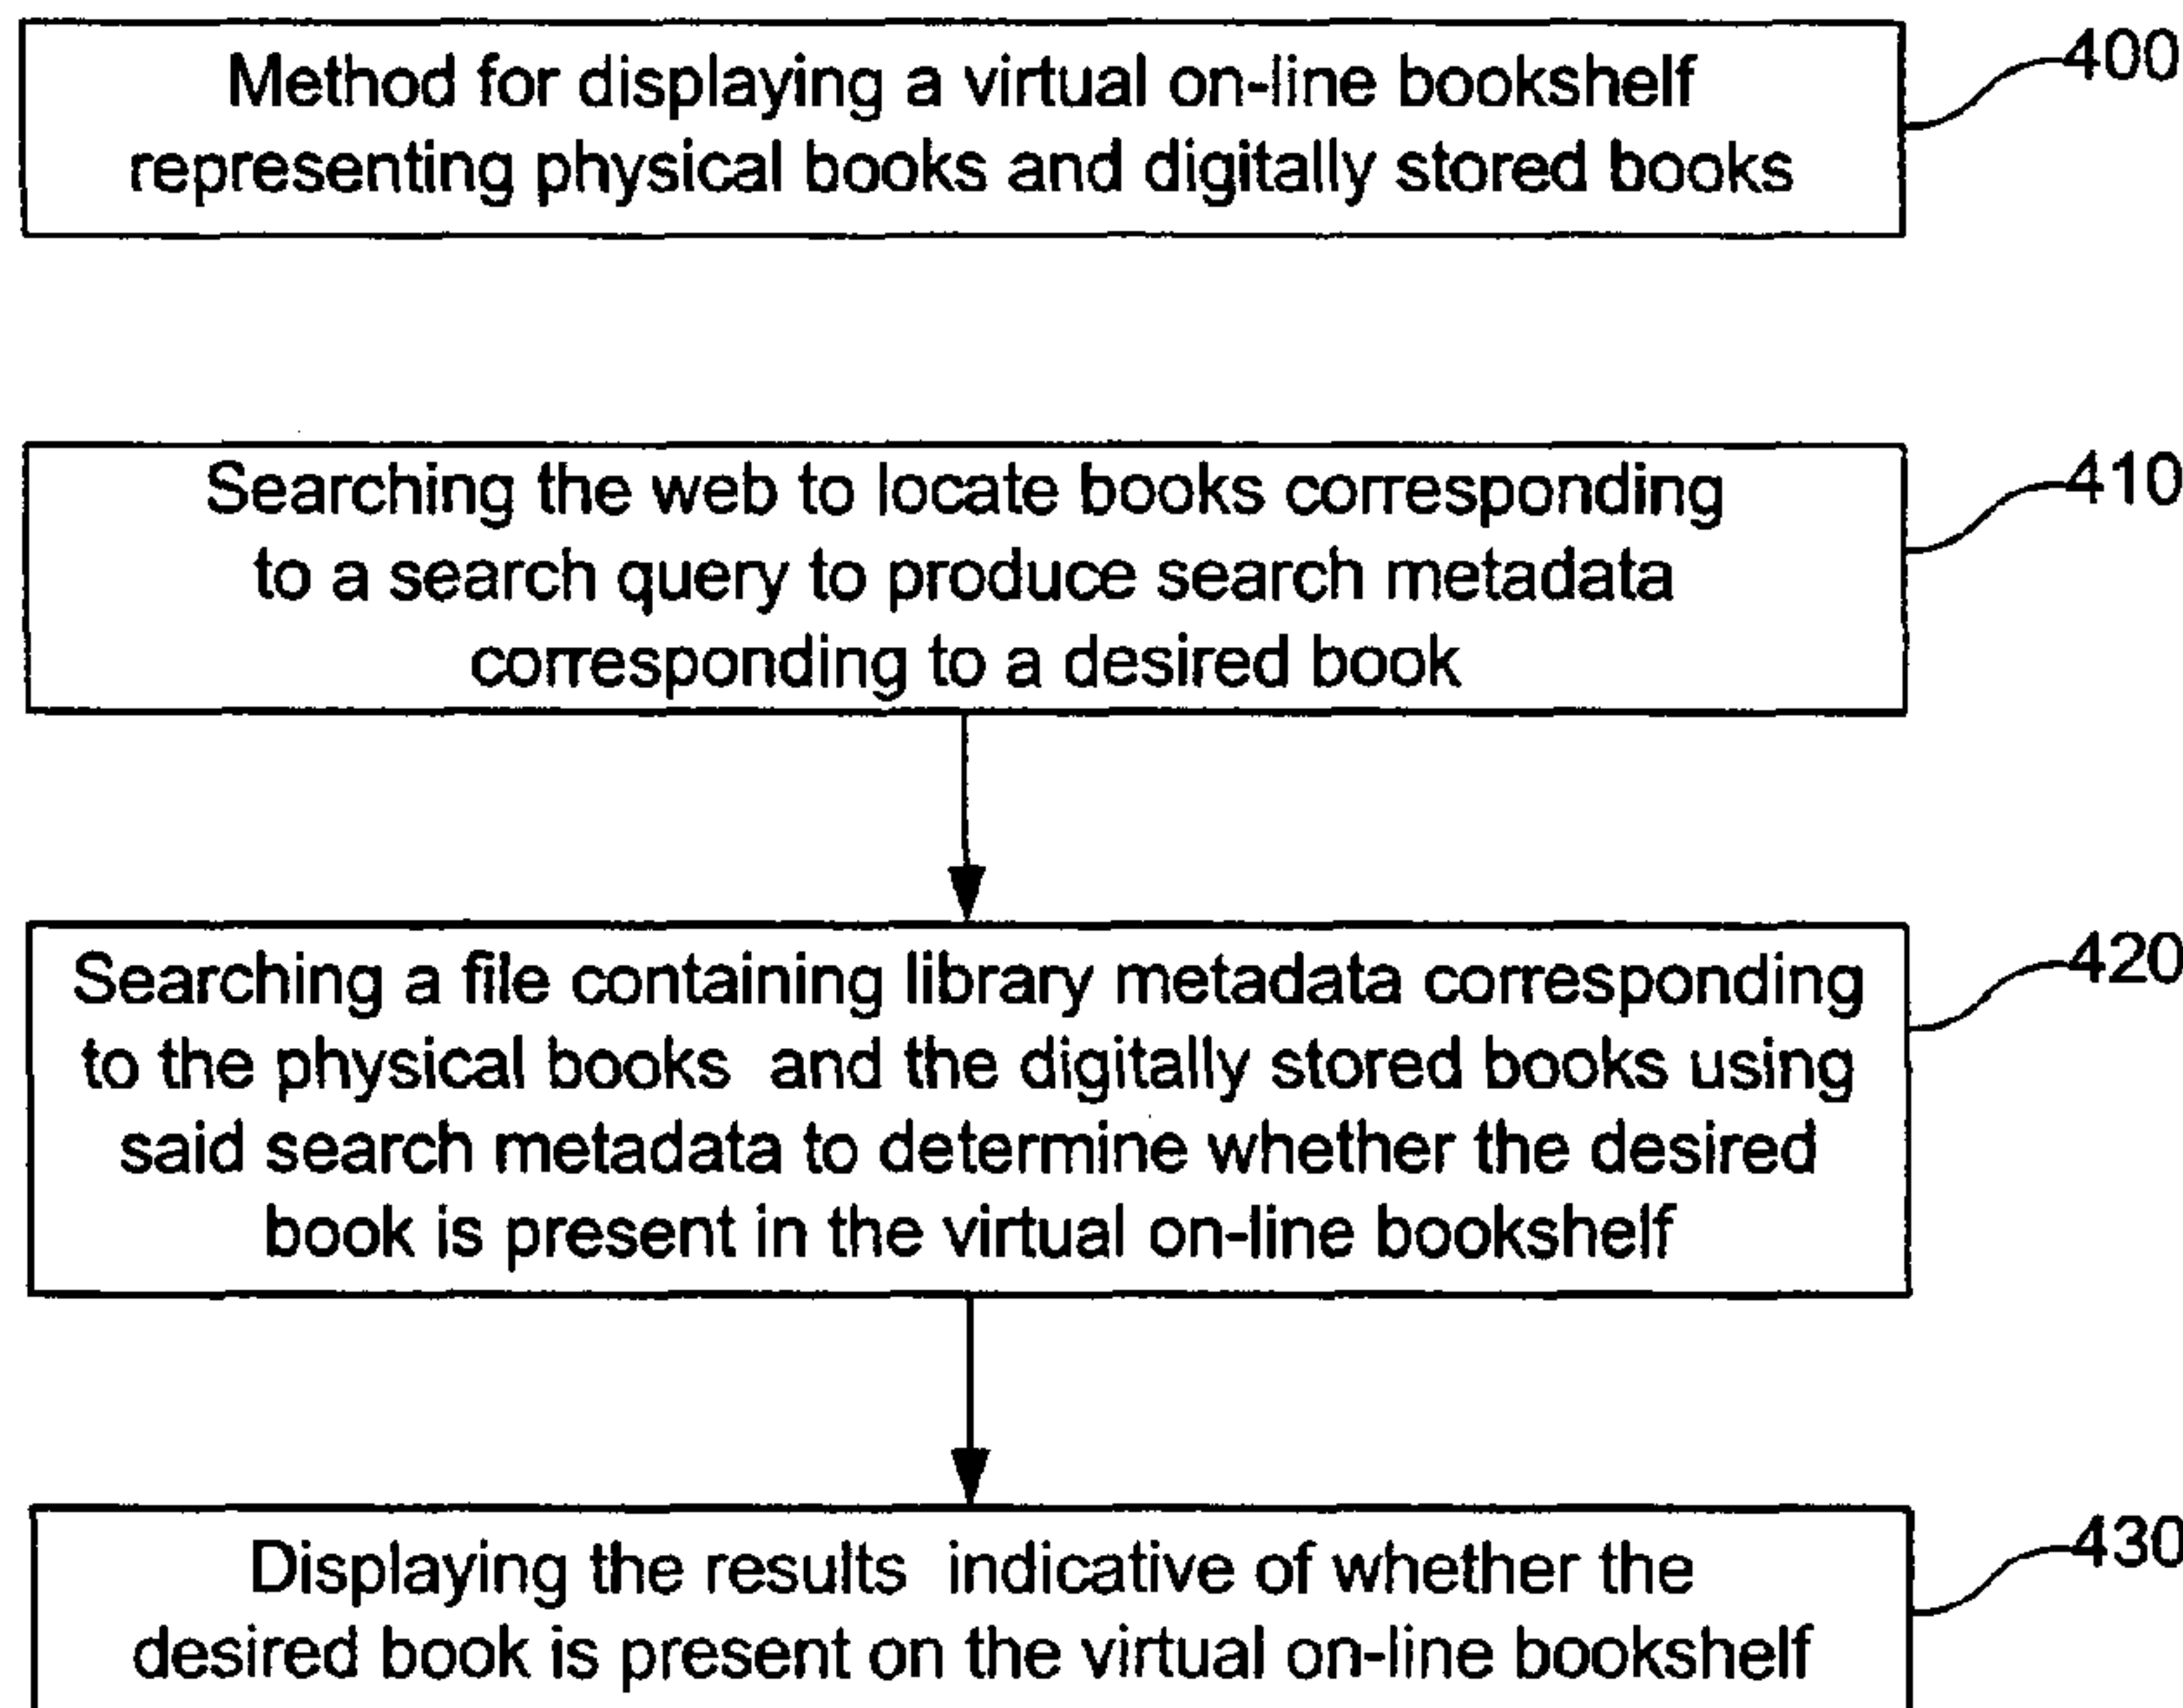 Method for displaying a virtual on-line bookshelf
representing physical books and digitally stored books
400
Searching the web to locate books corresponding
to a search query to produce search metadata
corresponding to a desired book
410
Searching a file containing library metadata corresponding
to the physical books and the digitally stored books using
said search metadata to determine whether the desired
book is present in the virtual on-line bookshelf
420
Displaying the results indicative of whether the
desired book is present on the virtual on-line bookshelf
430